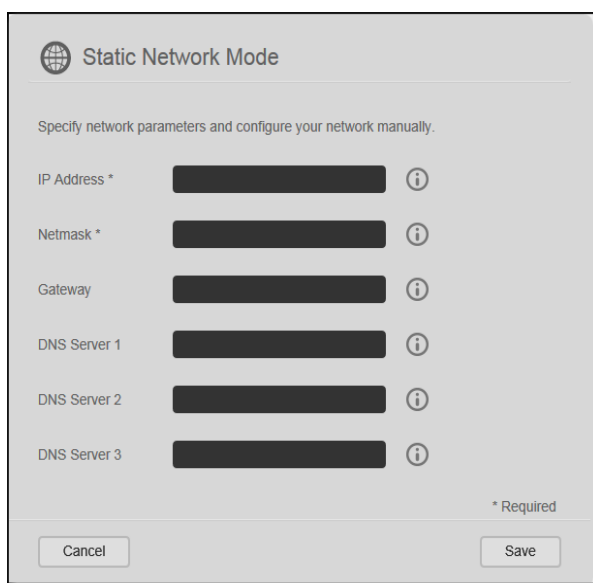 Static Network Mode
Specify network parameters and configure your network manually.
IP Address *
Netmask *
Gateway
DNS Server 1
DNS Server 2
DNS Server 3
* Required
Cancel Save